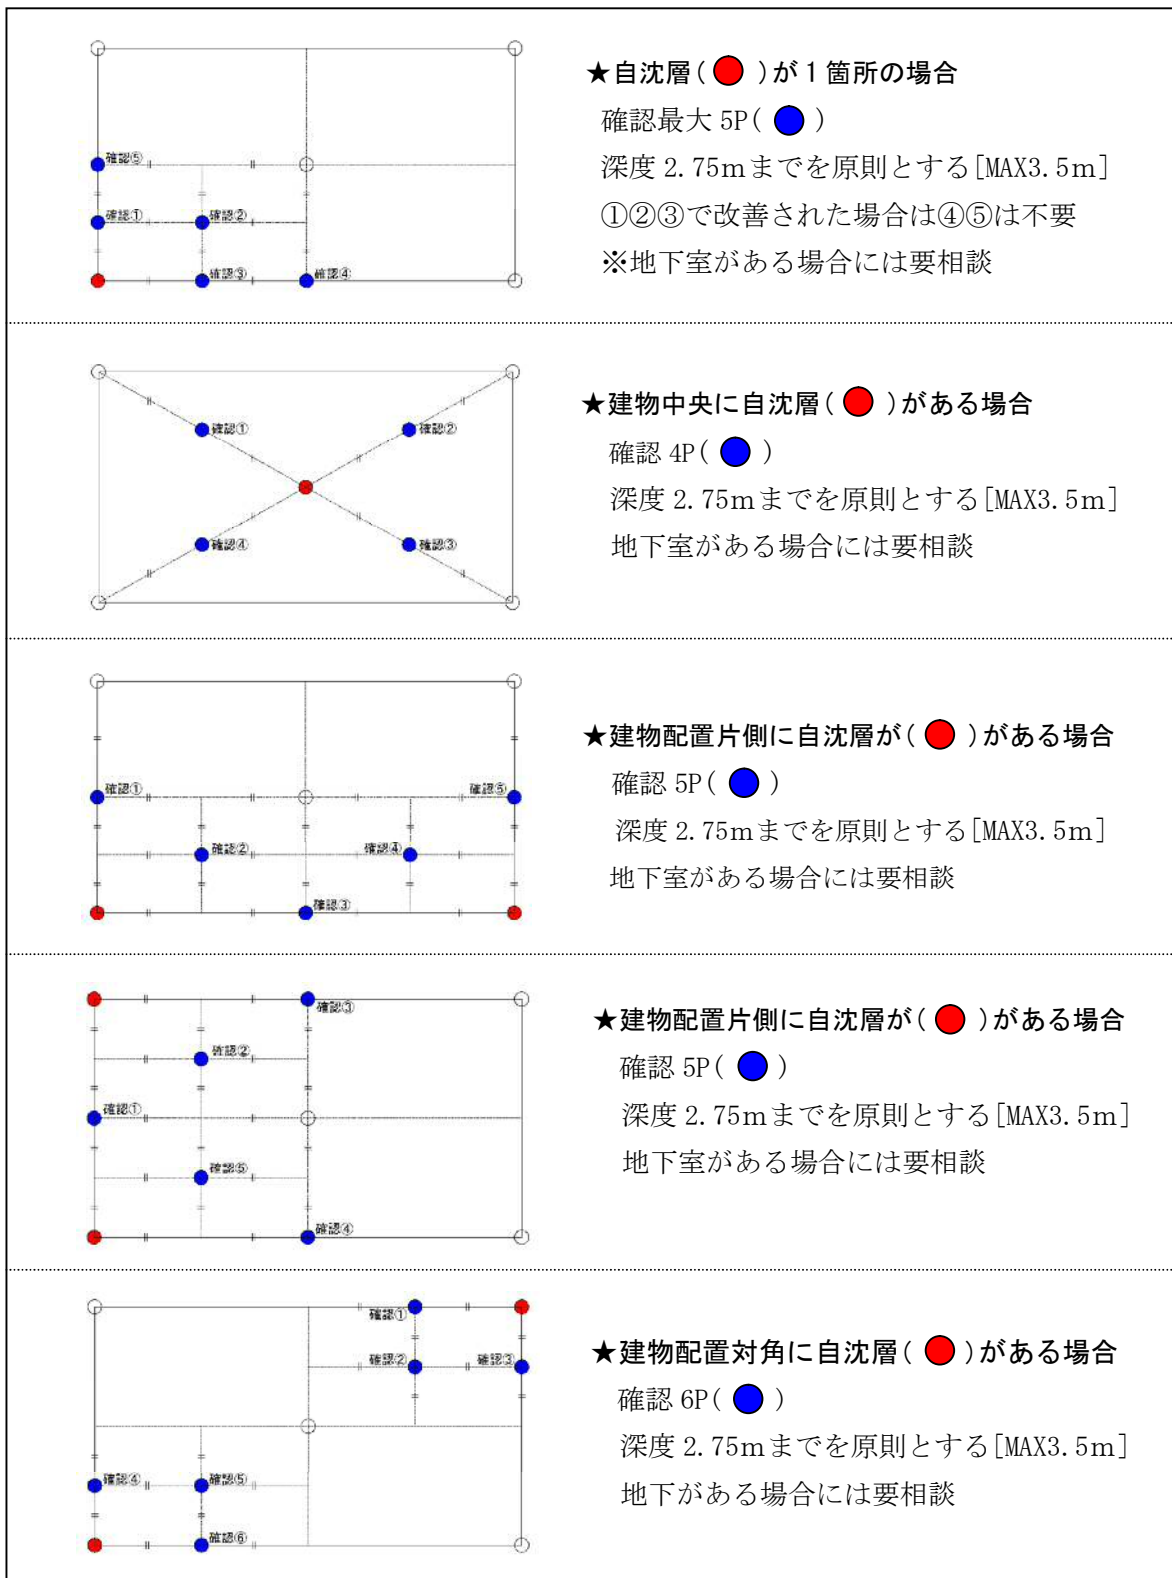 ★自沈層( )が1箇所の場合
確認最大 5P( )
深度 2.75mまでを原則とする[MAX3.5m]
①②③で改善された場合は④⑤は不要
※地下室がある場合には要相談
確認⑤
確認①
確認②
確認③
確認④
★建物中央に自沈層( )がある場合
確認 4P( )
深度 2.75mまでを原則とする[MAX3.5m]
地下室がある場合には要相談
確認①
確認②
確認④
確認③
★建物配置片側に自沈層が( )がある場合
確認 5P( )
深度 2.75mまでを原則とする[MAX3.5m]
地下室がある場合には要相談
確認①
確認⑤
確認②
確認④
確認③
★建物配置片側に自沈層が( )がある場合
確認 5P( )
深度 2.75mまでを原則とする[MAX3.5m]
地下室がある場合には要相談
確認③
確認②
確認①
確認⑤
確認④
★建物配置対角に自沈層( )がある場合
確認 6P( )
深度 2.75mまでを原則とする[MAX3.5m]
地下がある場合には要相談
確認①
確認②
確認③
確認④
確認⑤
確認⑥